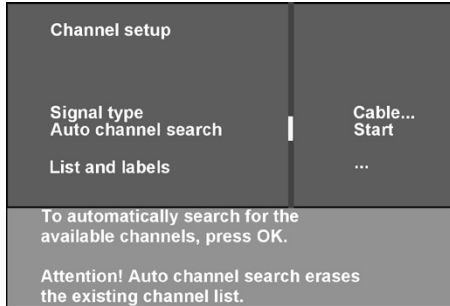 Channel setup
Signal type Cable...
Auto channel search Start
List and labels ...
To automatically search for the
available channels, press OK.
Attention! Auto channel search erases
the existing channel list.